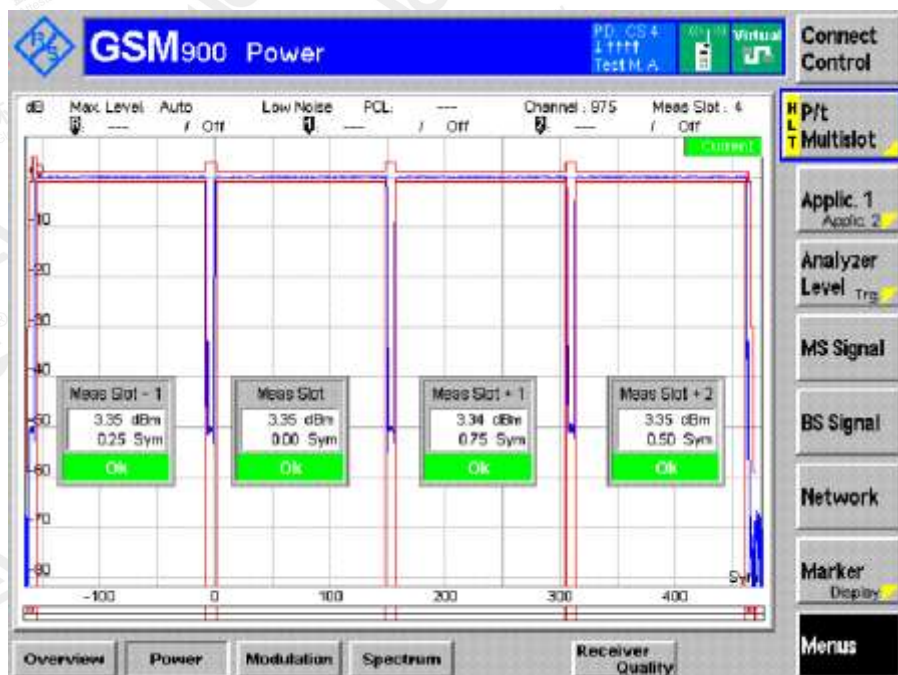 R&S
GSM900 Power
PD: CS4
Test M. A
Virtual
Connect Control
dB Max. Level: Auto Low Noise PCL: --- Channel : 975 Meas Slot : 4
--- / Off 1 --- / Off 2 --- / Off
Current
HLT P/t Multislot
Applic. 1
Applic. 2
Analyzer Level Trg
MS Signal
BS Signal
Network
Marker
Display
Menus
-10
-20
-30
-40
-50
-60
-70
-80
Meas Slot - 1
3.35 dBm
0.25 Sym
Ok
Meas Slot
3.35 dBm
0.00 Sym
Ok
Meas Slot + 1
3.34 dBm
0.75 Sym
Ok
Meas Slot + 2
3.35 dBm
0.50 Sym
Ok
Sym
-100 0 100 200 300 400
Overview Power Modulation Spectrum Receiver Quality